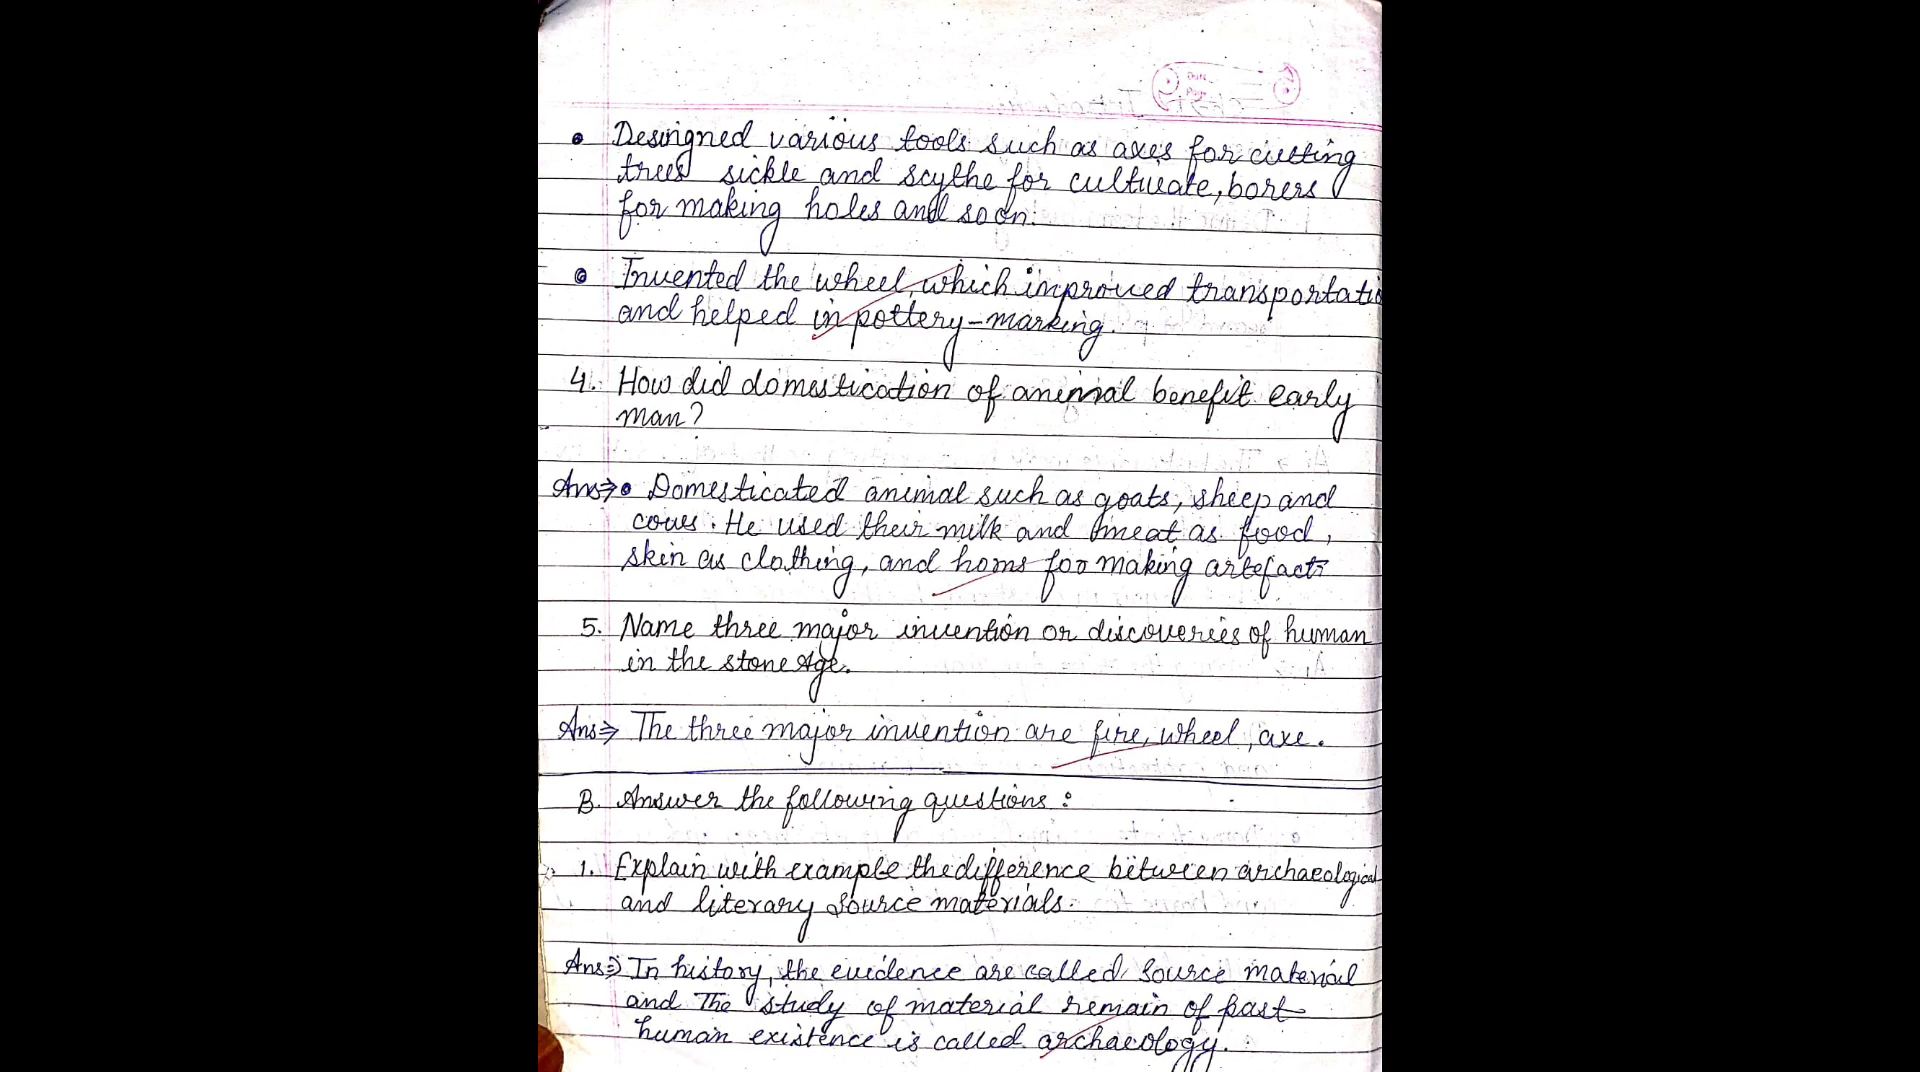 Date
Page
• Desingned various tools such as axes for cutting
trees sickle and scythe for cultivate, borers
for making holes and soon.
• Invented the wheel, which improved transportatio
and helped in pottery-marking.
4. How did domestication of animal benefit early
man?
Ans⇒• Domesticated animal such as goats, sheep and
cows. He used their milk and meat as food,
skin as clothing, and horns for making artefacts
5. Name three major invention or discoveries of human
in the stone Age.
Ans⇒ The three major invention are fire, wheel, axe.
B. Answer the following questions:
1. Explain with example the difference between archaeological
and literary source materials.
Ans⇒ In history, the evidence are called source material
and The study of material remain of past
human existence is called archaeology.